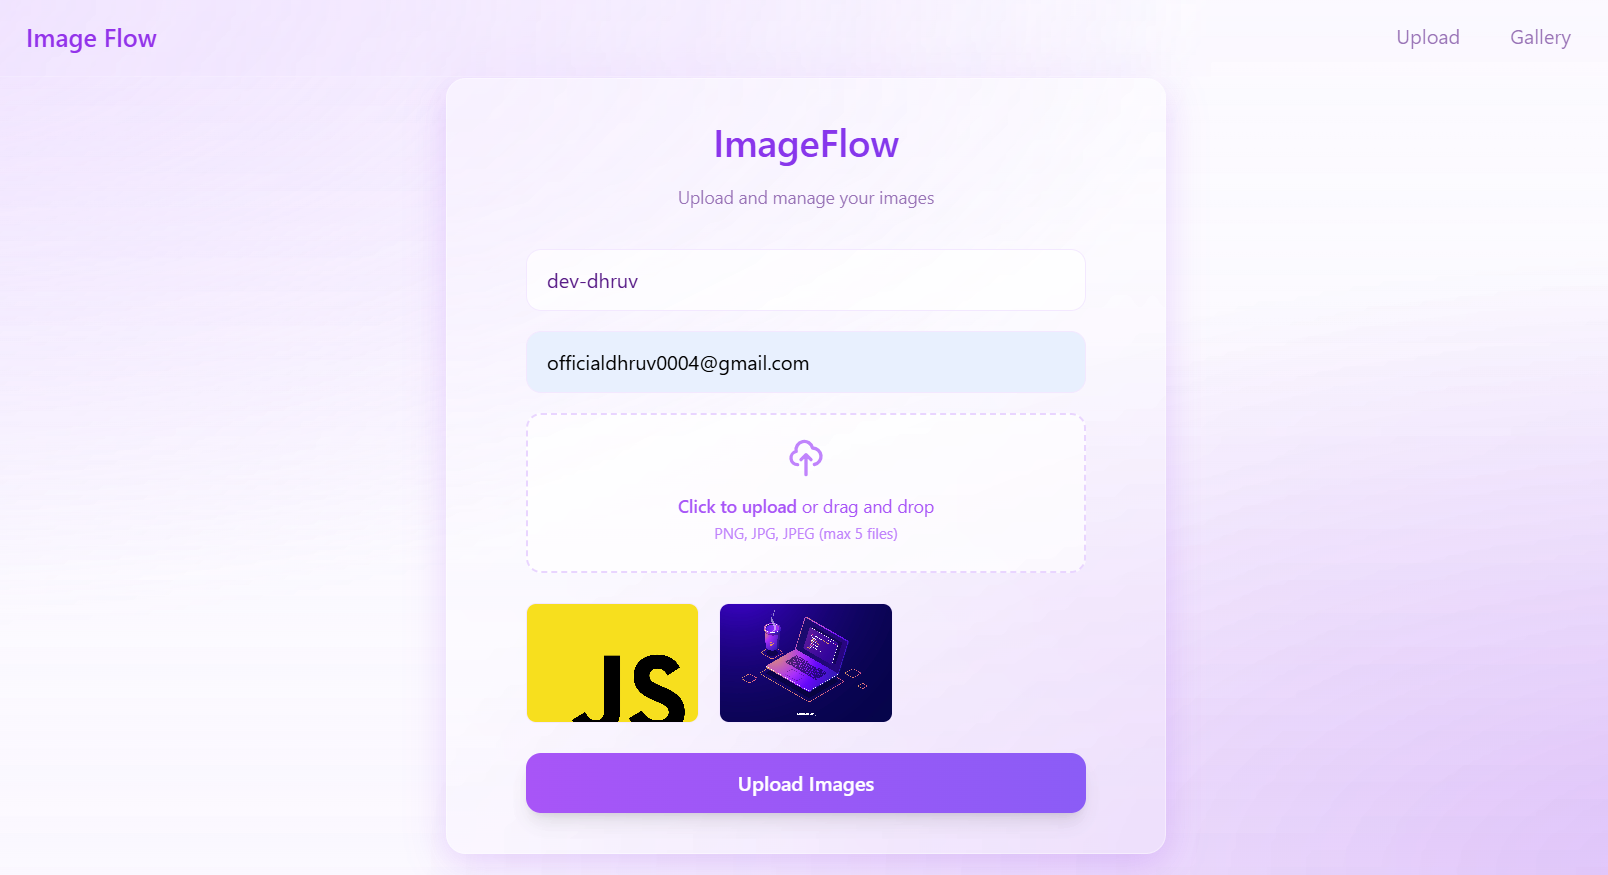 Image Flow
Upload
Gallery
ImageFlow
Upload and manage your images
dev-dhruv
officialdhruv0004@gmail.com
Click to upload or drag and drop
PNG, JPG, JPEG (max 5 files)
JS
Upload Images